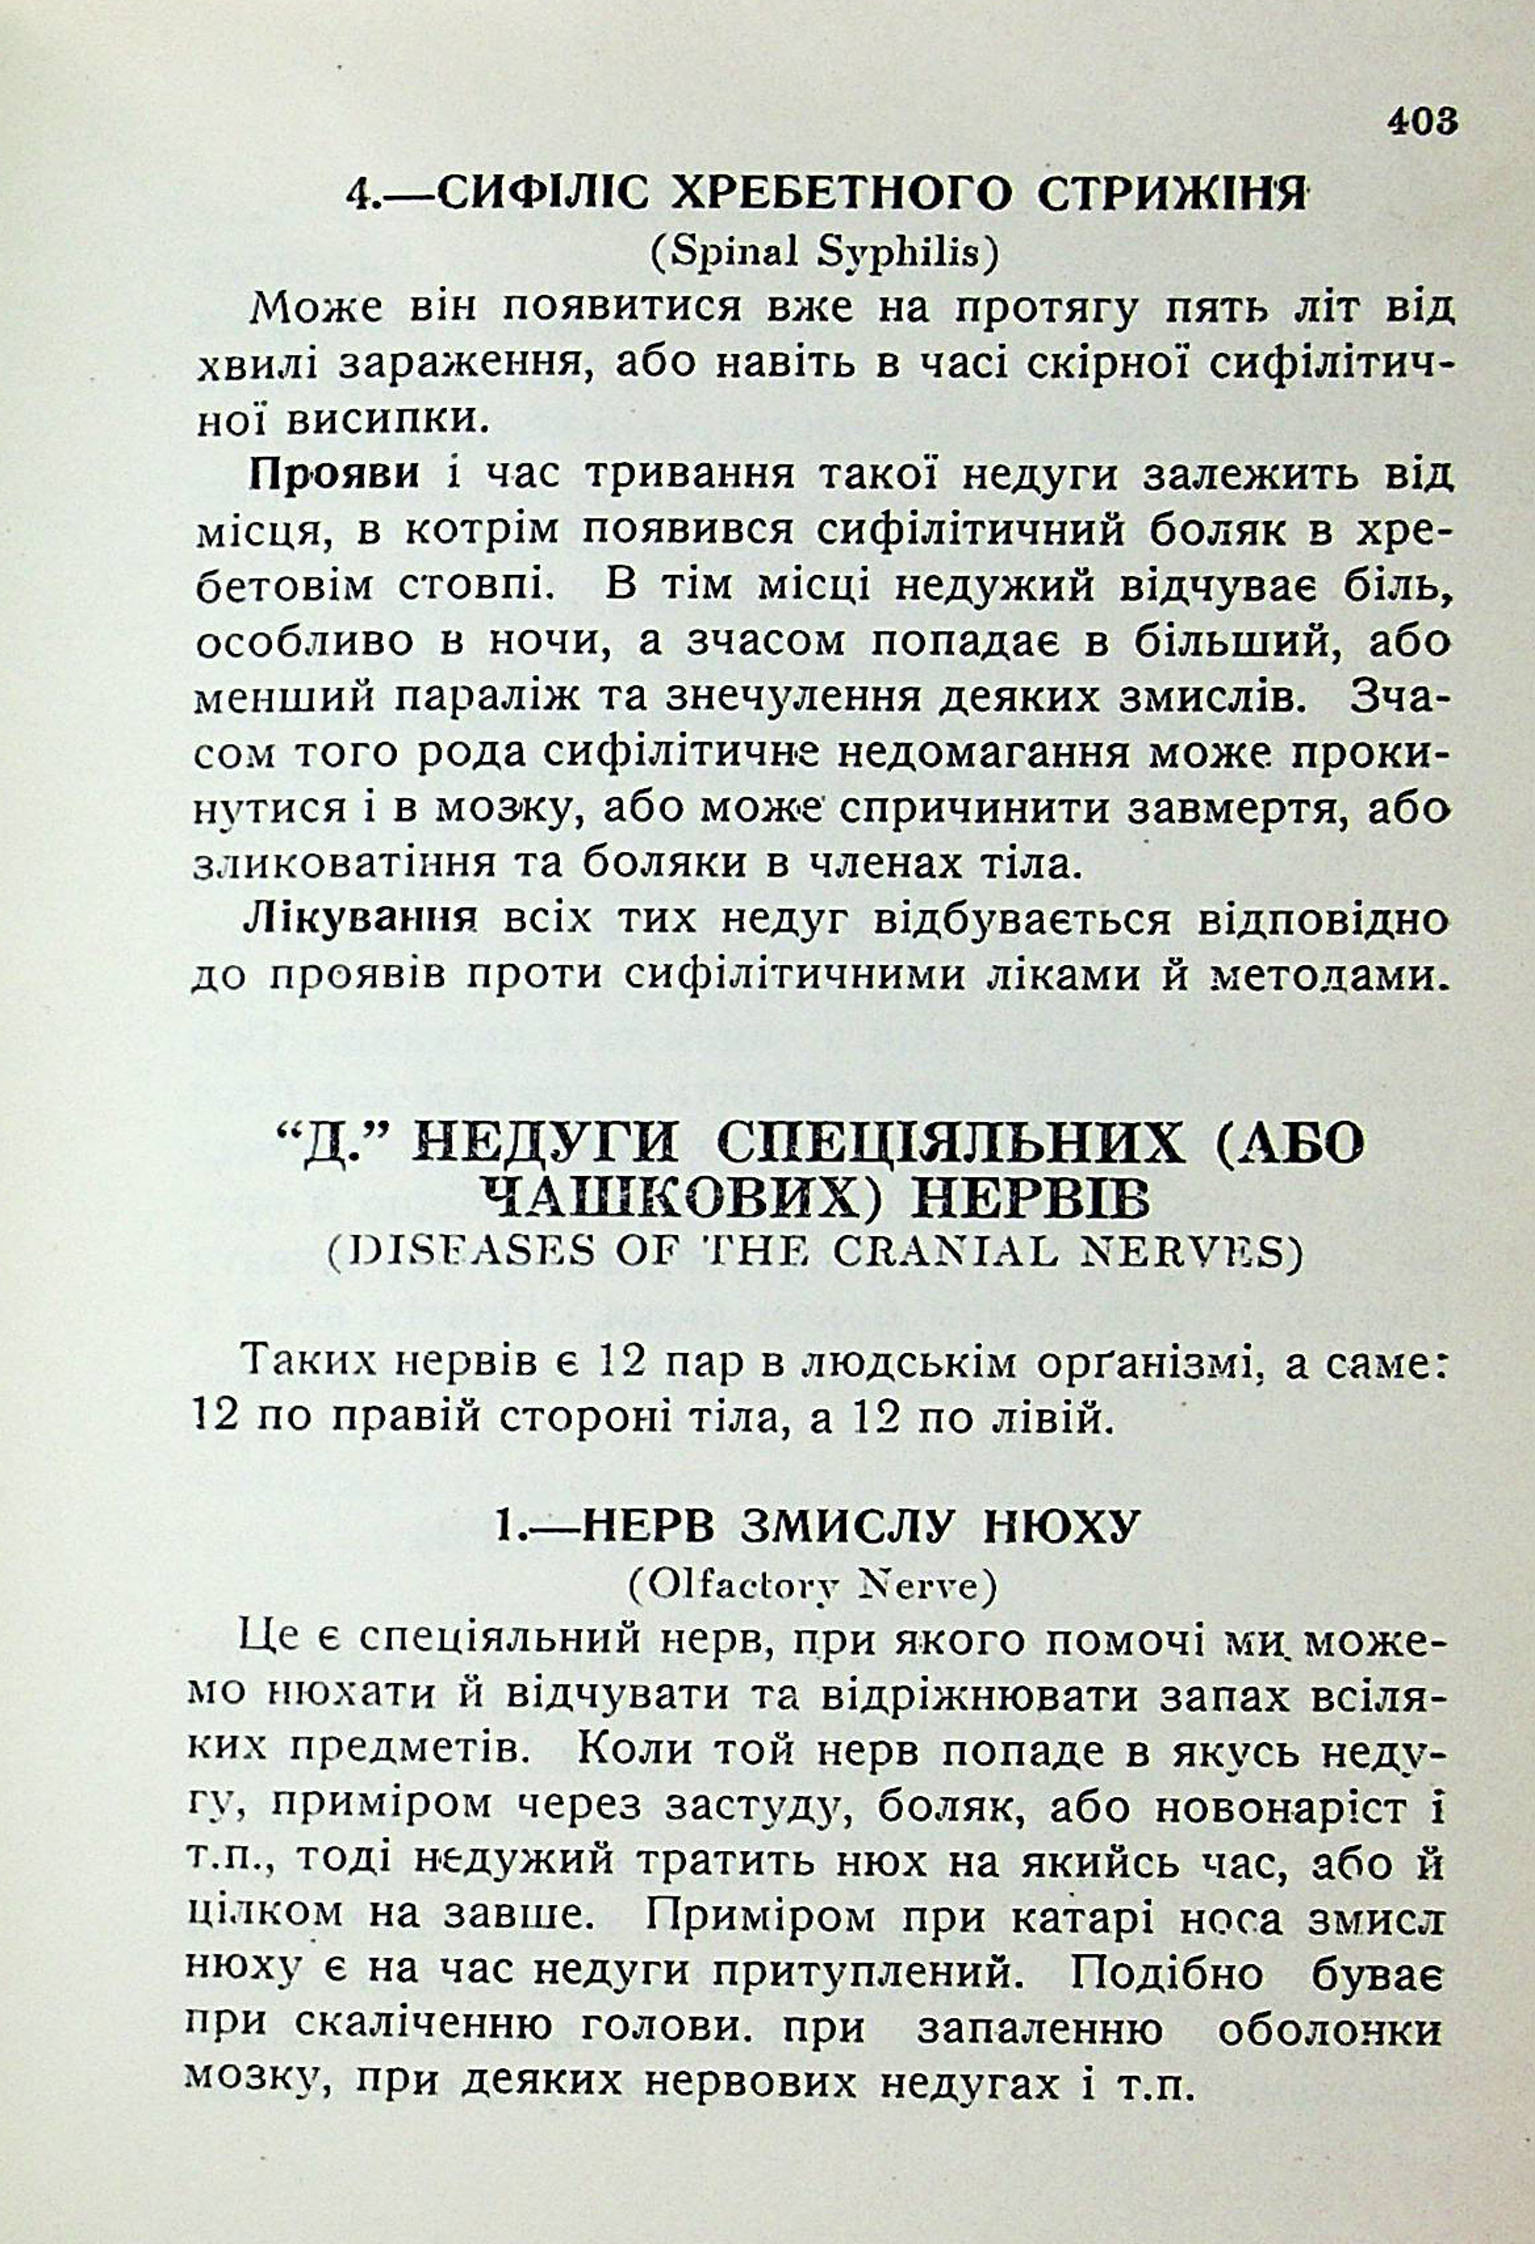 403
4.—СИФІЛІС ХРЕБЕТНОГО СТРИЖІНЯ
(Spinal Syphilis)
Може він появитися вже на протягу пять літ від
хвилі зараження, або навіть в часі скірної сифілітич-
ної висипки.
Прояви і час тривання такої недуги залежить від
місця, в котрім появився сифілітичний боляк в хре-
бетовім стовпі. В тім місці недужий відчуває біль,
особливо в ночи, а зчасом попадає в більший, або
менший параліж та знечулення деяких змислів. Зча-
сом того рода сифілітичне недомагання може проки-
нутися і в мозку, або може спричинити завмертя, або
зликоватіння та боляки в членах тіла.
Лікування всіх тих недуг відбувається відповідно
до проявів проти сифілітичними ліками й методами.
“Д.” НЕДУГИ СПЕЦІЯЛЬНИХ (АБО
ЧАШКОВИХ) НЕРВІВ
(DISEASES OF THE CRANIAL NERVES)
Таких нервів є 12 пар в людськім орґанізмі, а саме:
12 по правій стороні тіла, а 12 по лівій.
1.—НЕРВ ЗМИСЛУ НЮХУ
(Olfactory Nerve)
Це є спеціяльний нерв, при якого помочі ми може-
мо нюхати й відчувати та відріжнювати запах всіля-
ких предметів. Коли той нерв попаде в якусь неду-
гу, приміром через застуду, боляк, або новонаріст і
т.п., тоді недужий тратить нюх на якийсь час, або й
цілком на завше. Приміром при катарі носа змисл
нюху є на час недуги притуплений. Подібно буває
при скаліченню голови. при запаленню оболонки
мозку, при деяких нервових недугах і т.п.